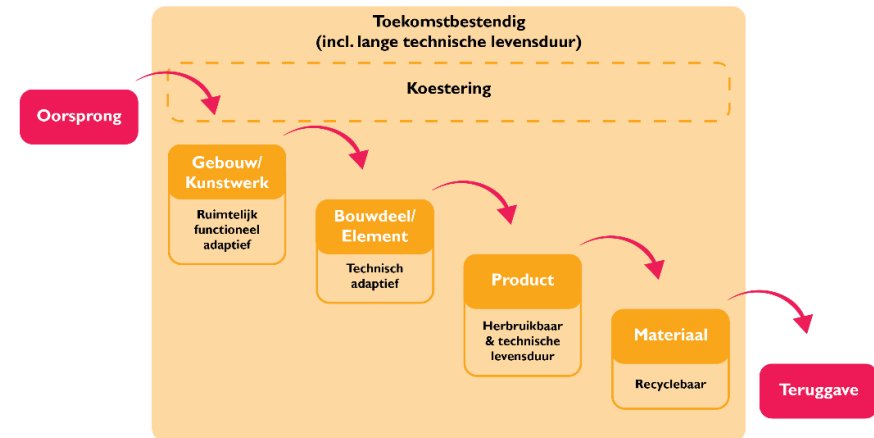 Toekomstbestendig
(incl. lange technische levensduur)
Koestering
Oorsprong
Gebouw/
Kunstwerk
Ruimtelijk
functioneel
adaptief
Bouwdeel/
Element
Technisch
adaptief
Product
Herbruikbaar
& technische
levensduur
Materiaal
Recyclebaar
Teruggave